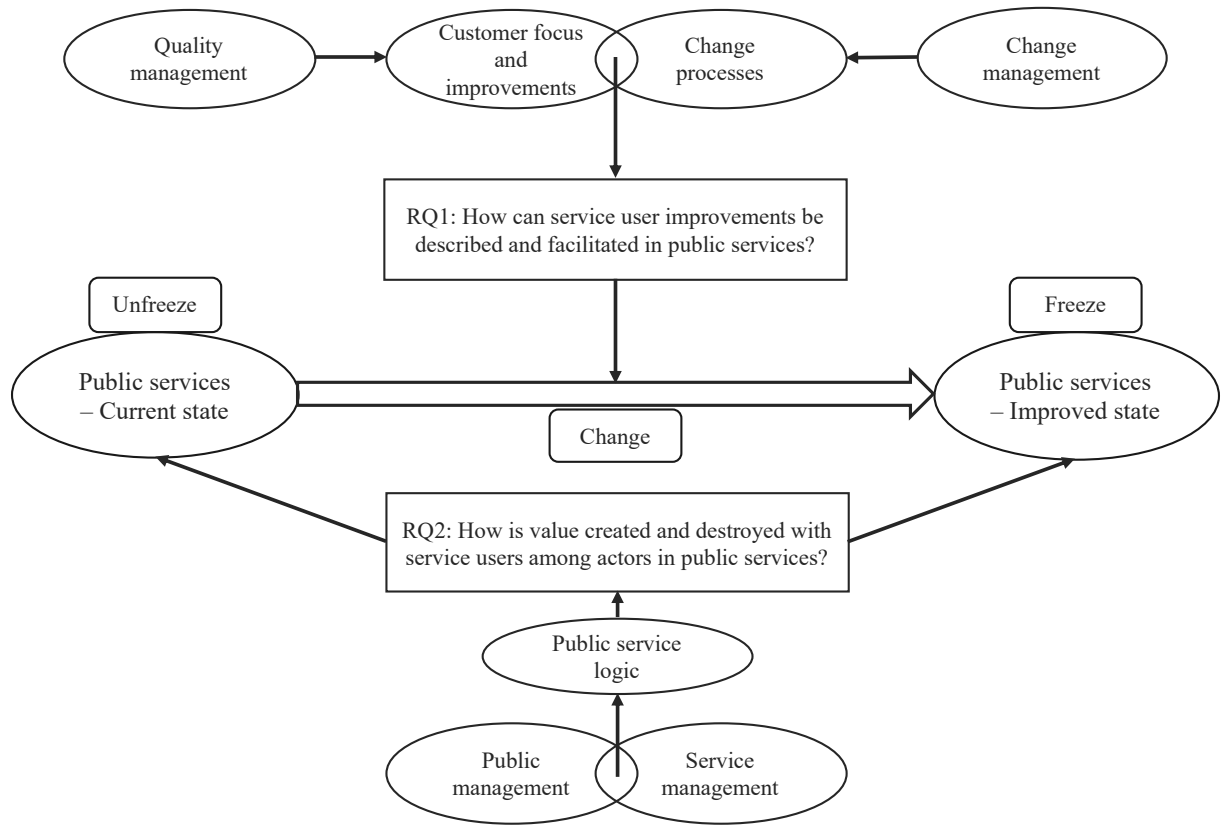 Quality
management
Customer focus
and
improvements
Change
processes
Change
management
RQ1: How can service user improvements be
described and facilitated in public services?
Unfreeze
Freeze
Public services
– Current state
Public services
– Improved state
Change
RQ2: How is value created and destroyed with
service users among actors in public services?
Public service
logic
Public
management
Service
management